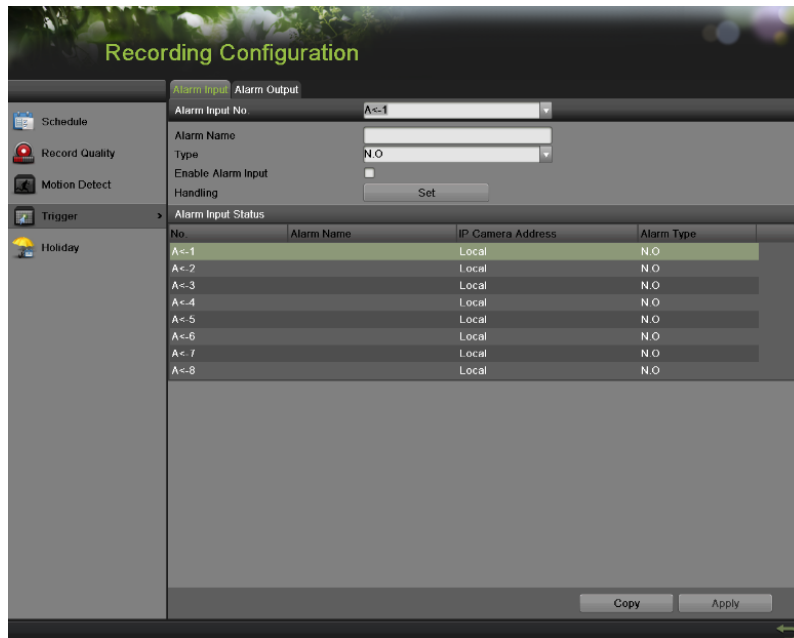 Recording Configuration
Alarm Input Alarm Output
Alarm Input No. A<-1
Schedule
Alarm Name
Record Quality
Type N.O
Enable Alarm Input
Motion Detect
Handling Set
Trigger >
Alarm Input Status
No. Alarm Name IP Camera Address Alarm Type
Holiday
A<-1 Local N.O
A<-2 Local N.O
A<-3 Local N.O
A<-4 Local N.O
A<-5 Local N.O
A<-6 Local N.O
A<-7 Local N.O
A<-8 Local N.O
Copy Apply